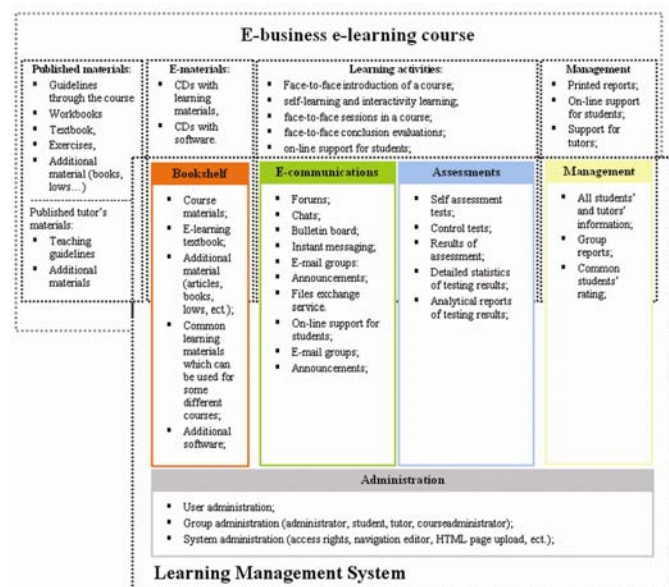 E-business e-learning course
Published materials:
Guidelines
through the course
Workbooks
Textbook,
Exercises,
Additional
material (books,
lows...)
Published tutor's
materials:
Teaching
guidelines
Additional
materials
E-materials:
CDs with
learning
materials,
CDs with
software.
Learning activities:
Face-to-face introduction of a course;
self-learning and interactivity learning;
face-to-face sessions in a course;
face-to-face conclusion evaluations;
on-line support for students;
Management
Printed reports;
On-line support
for students;
Support for
tutors;
Bookshelf
Course
materials;
E-learning
textbook;
Additional
material
(articles,
books,
lows, ect.);
Common
learning
materials
which can
be used for
some
different
courses;
Additional
software;
E-communications
Forums;
Chats;
Bulletin board;
Instant messaging;
E-mail groups:
Announcements;
Files exchange
service.
On-line support for
students;
E-mail groups;
Announcements;
Assessments
Self assessment
tests;
Control tests;
Results of
assessment;
Detailed statistics
of testing results;
Analytical reports
of testing results;
Management
All students'
and tutors'
information;
Group
reports;
Common
students'
rating;
Administration
User administration;
Group administration (administrator, student, tutor, courseadministrator);
System administration (access rights, navigation editor, HTML page upload, ect.);
Learning Management System